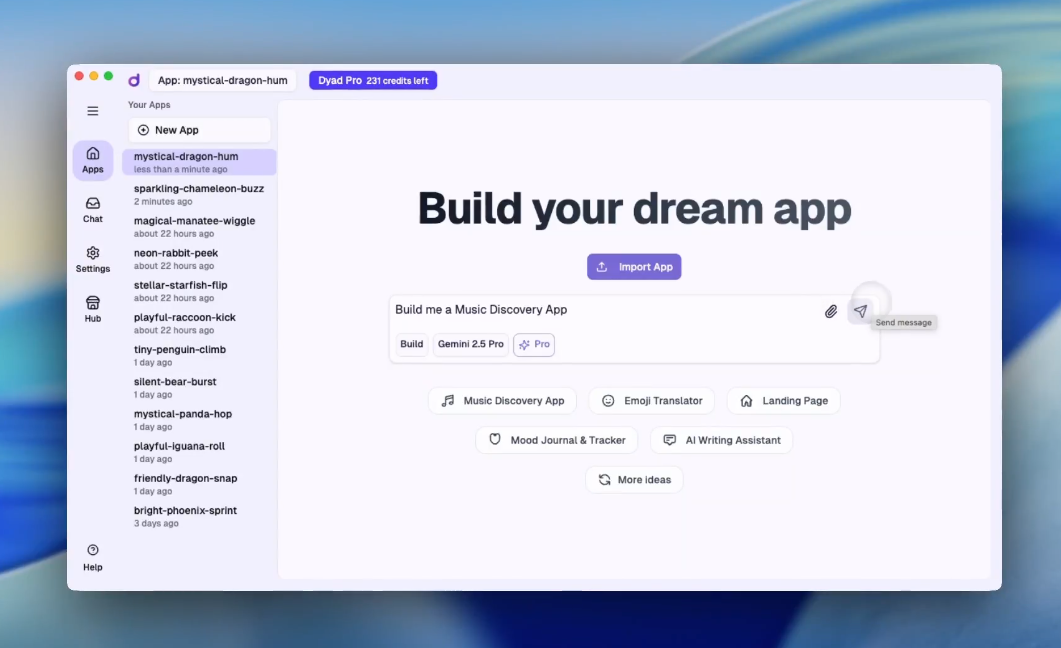 App: mystical-dragon-hum
Dyad Pro 231 credits left
Apps
Chat
Settings
Hub
Help
Your Apps
New App
mystical-dragon-hum
less than a minute ago
sparkling-chameleon-buzz
2 minutes ago
magical-manatee-wiggle
about 22 hours ago
neon-rabbit-peek
about 22 hours ago
stellar-starfish-flip
about 22 hours ago
playful-raccoon-kick
about 22 hours ago
tiny-penguin-climb
1 day ago
silent-bear-burst
1 day ago
mystical-panda-hop
1 day ago
playful-iguana-roll
1 day ago
friendly-dragon-snap
1 day ago
bright-phoenix-sprint
3 days ago
Build your dream app
Import App
Build me a Music Discovery App
Send message
Build Gemini 2.5 Pro Pro
Music Discovery App Emoji Translator Landing Page
Mood Journal & Tracker AI Writing Assistant
More ideas